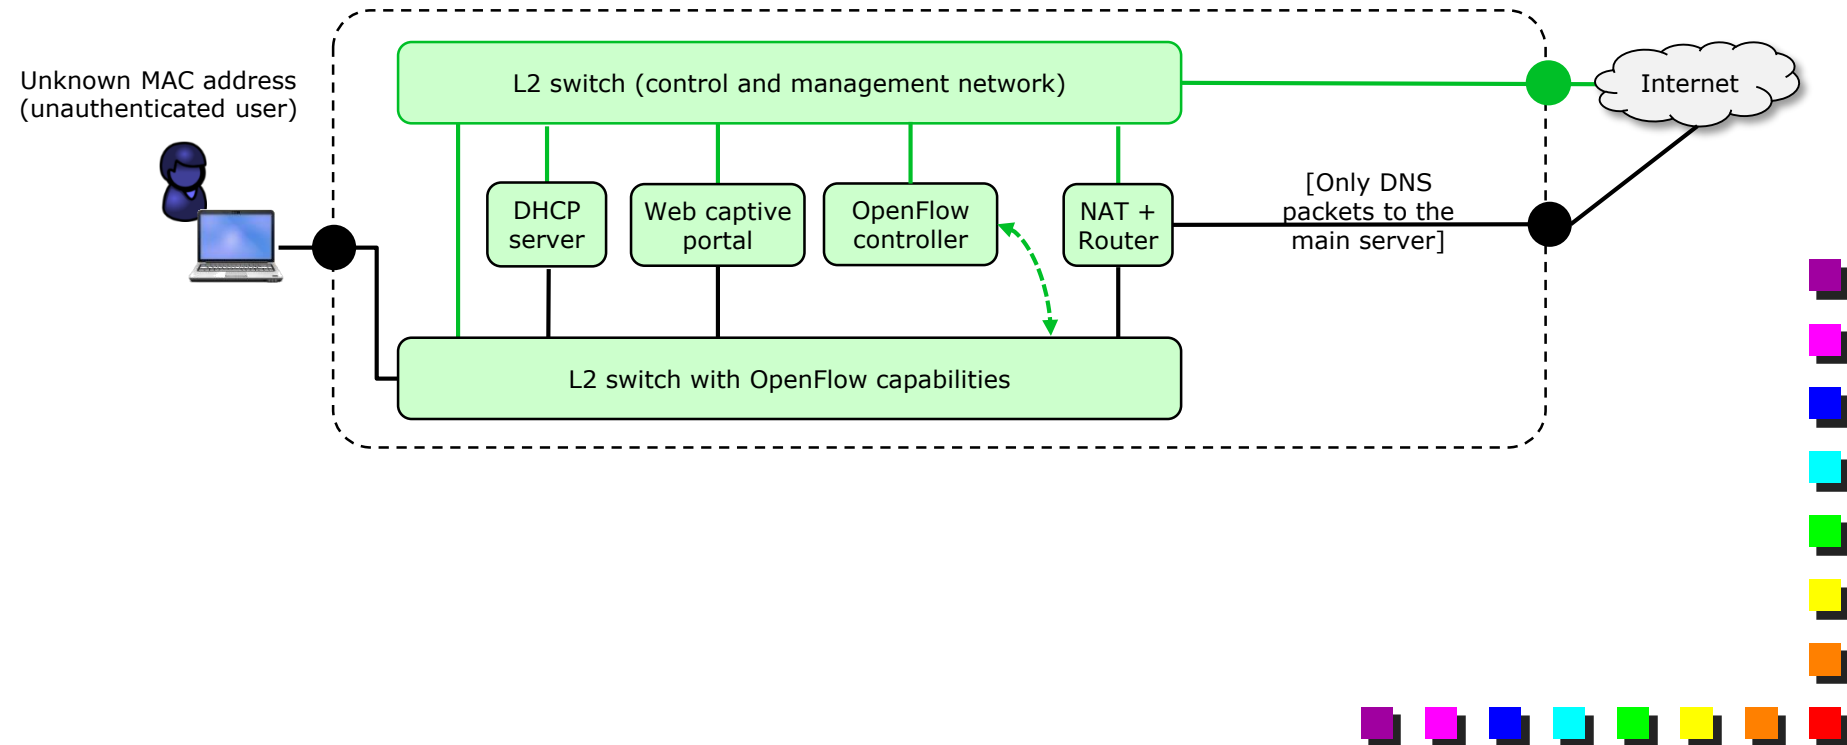 Unknown MAC address
(unauthenticated user)
L2 switch (control and management network)
Internet
DHCP
server
Web captive
portal
OpenFlow
controller
NAT +
Router
[Only DNS
packets to the
main server]
L2 switch with OpenFlow capabilities